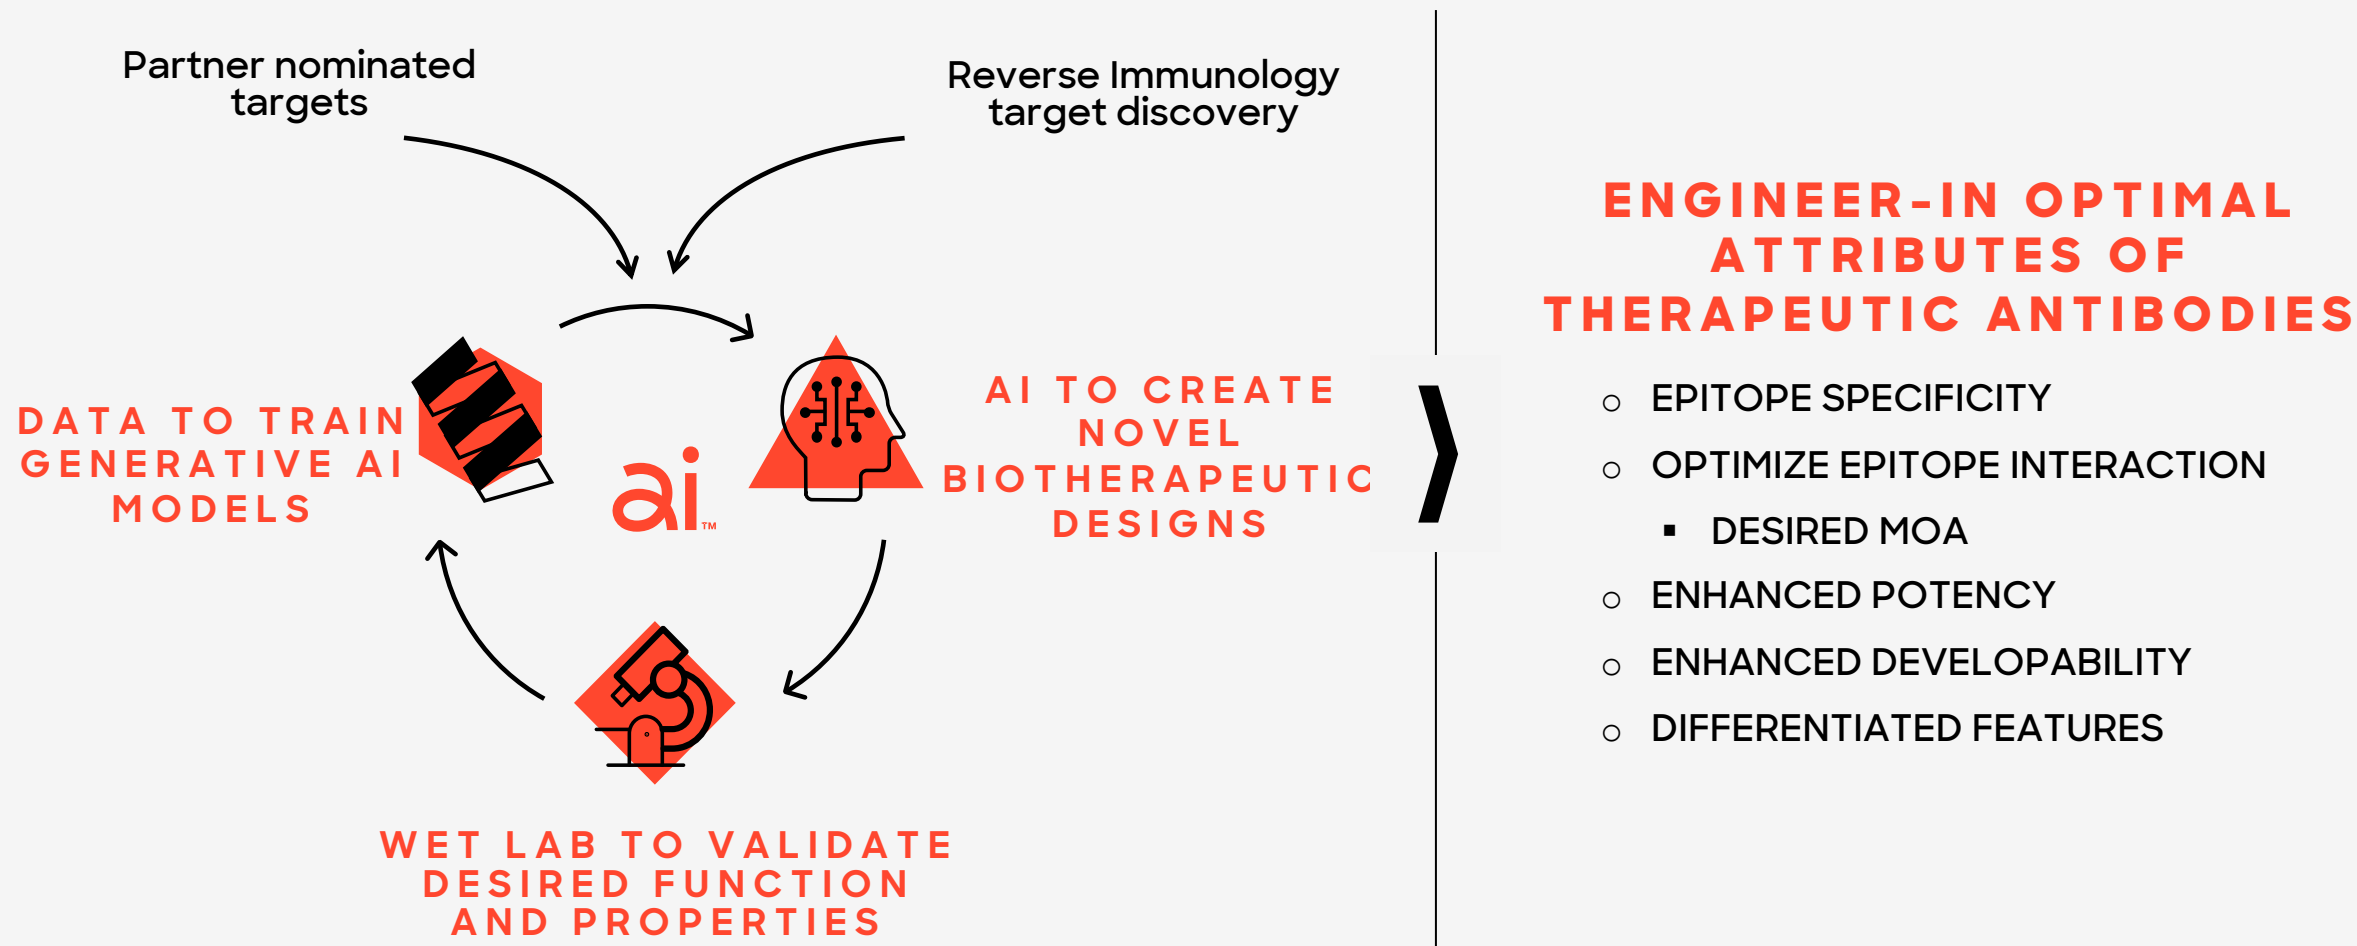 Partner nominated
targets
Reverse Immunology
target discovery
DATA TO TRAIN
GENERATIVE AI
MODELS
ai™
AI TO CREATE
NOVEL
BIOTHERAPEUTIC
DESIGNS
WET LAB TO VALIDATE
DESIRED FUNCTION
AND PROPERTIES
ENGINEER-IN OPTIMAL
ATTRIBUTES OF
THERAPEUTIC ANTIBODIES
○ EPITOPE SPECIFICITY
○ OPTIMIZE EPITOPE INTERACTION
▪ DESIRED MOA
○ ENHANCED POTENCY
○ ENHANCED DEVELOPABILITY
○ DIFFERENTIATED FEATURES